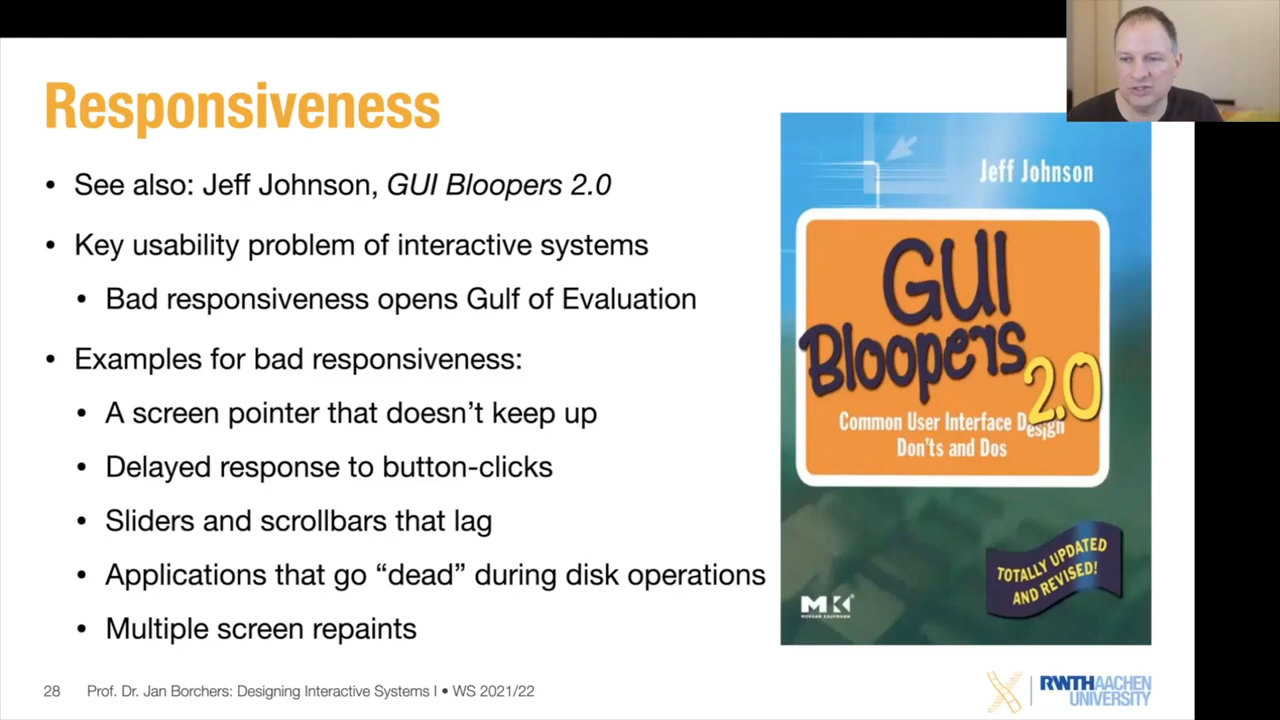 Responsiveness
• See also: Jeff Johnson, GUI Bloopers 2.0
• Key usability problem of interactive systems
• Bad responsiveness opens Gulf of Evaluation
• Examples for bad responsiveness:
• A screen pointer that doesn’t keep up
• Delayed response to button-clicks
• Sliders and scrollbars that lag
• Applications that go “dead” during disk operations
• Multiple screen repaints
Jeff Johnson
GUI
Bloopers
2.0
Common User Interface Design
Don'ts and Dos
TOTALLY UPDATED
AND REVISED!
MK
MORGAN KAUFMANN
28 Prof. Dr. Jan Borchers: Designing Interactive Systems I • WS 2021/22
RWTHAACHEN
UNIVERSITY